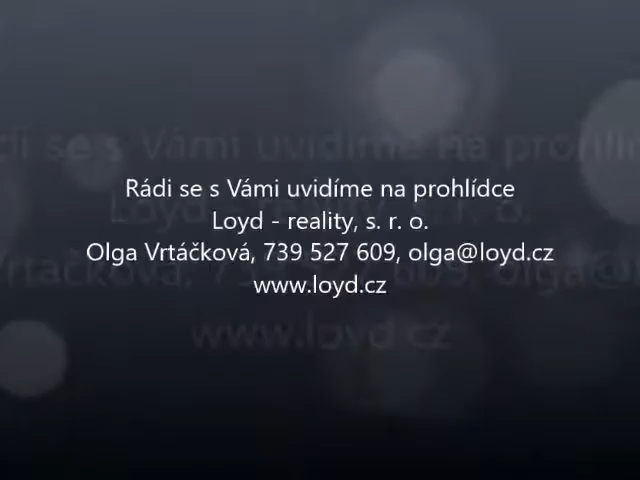 Rádi se s Vámi uvidíme na prohlídce
Loyd - reality, s. r. o.
Olga Vrtáčková, 739 527 609, olga@loyd.cz
www.loyd.cz